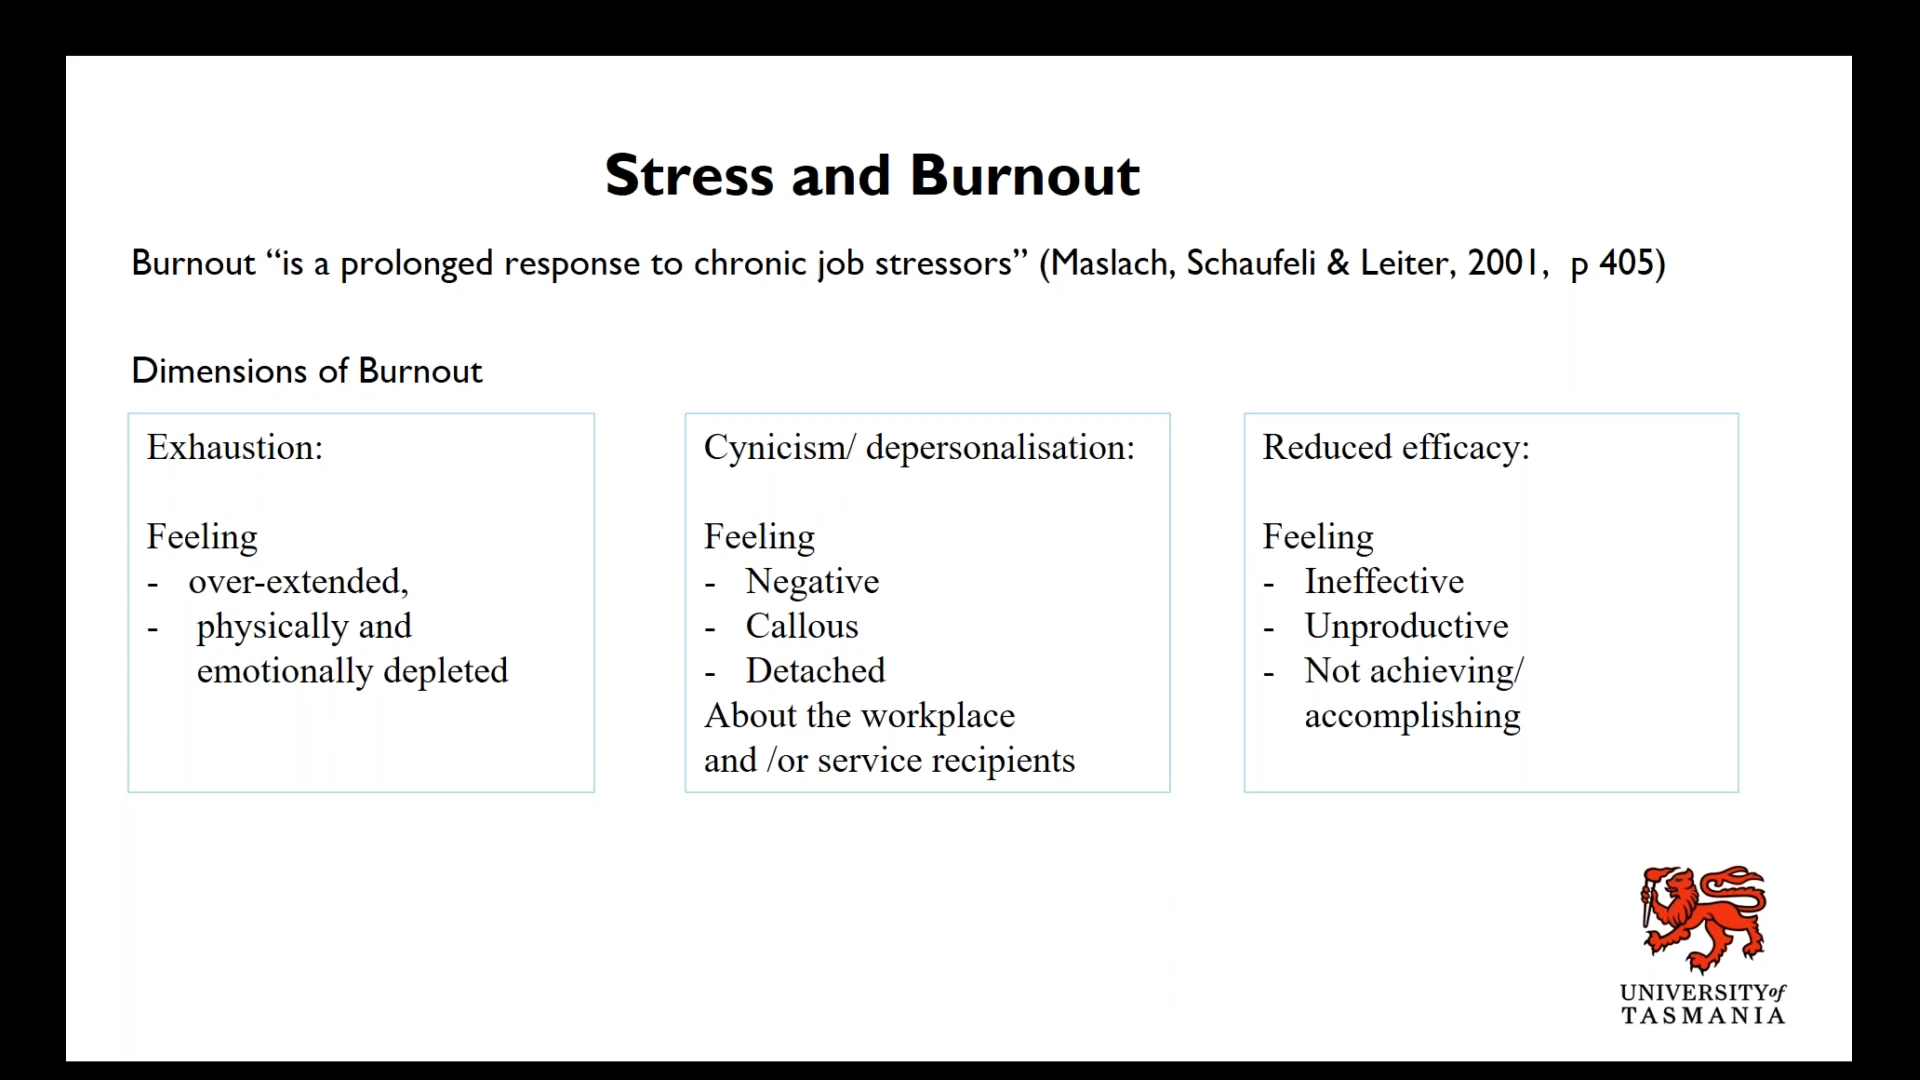 Stress and Burnout
Burnout “is a prolonged response to chronic job stressors” (Maslach, Schaufeli & Leiter, 2001,  p 405)
Dimensions of Burnout
Exhaustion:
Feeling
- over-extended,
- physically and
emotionally depleted
Cynicism/ depersonalisation:
Feeling
- Negative
- Callous
- Detached
About the workplace
and /or service recipients
Reduced efficacy:
Feeling
- Ineffective
- Unproductive
- Not achieving/
accomplishing
UNIVERSITY of
TASMANIA